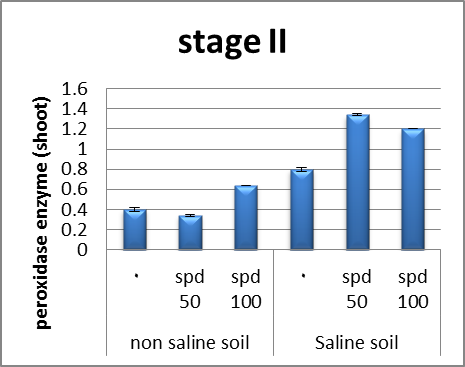 stage II
peroxidase enzyme (shoot)
1.6
1.4
1.2
1
0.8
0.6
0.4
0.2
0
. spd 50 spd 100 . spd 50 spd 100
non saline soil Saline soil